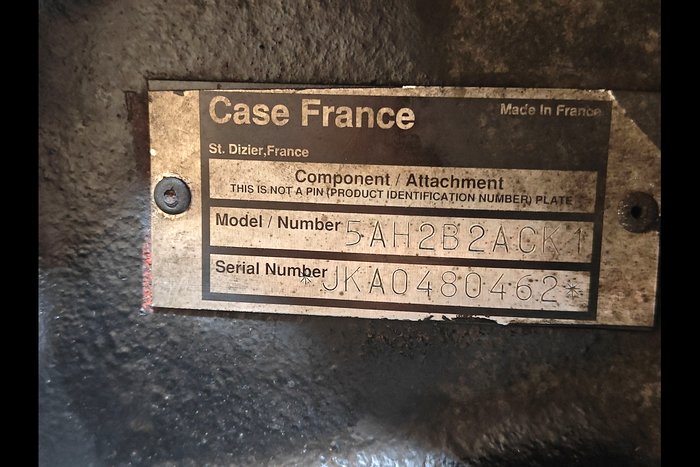 Case France
Made In France
St. Dizier,France
Component / Attachment
THIS IS NOT A PIN (PRODUCT IDENTIFICATION NUMBER) PLATE
Model / Number 5AH2B2ACK1
Serial Number *JKA0480462*